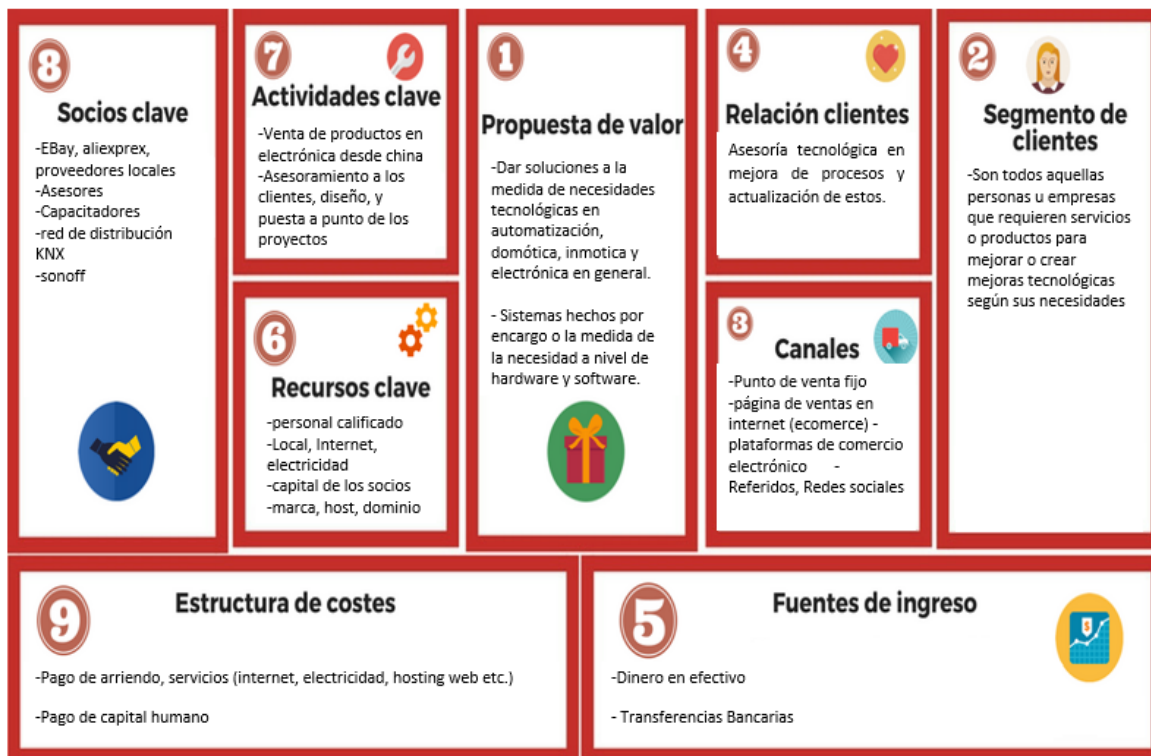 8
Socios clave
-EBay, aliexprex,
proveedores locales
-Asesores
-Capacitadores
-red de distribución
KNX
-sonoff
7
Actividades clave
-Venta de productos en
electrónica desde china
-Asesoramiento a los
clientes, diseño, y
puesta a punto de los
proyectos
6
Recursos clave
-personal calificado
-Local, Internet,
electricidad
-capital de los socios
-marca, host, dominio
1
Propuesta de valor
-Dar soluciones a la
medida de necesidades
tecnológicas en
automatización,
domótica, inmotica y
electrónica en general.
- Sistemas hechos por
encargo o la medida de
la necesidad a nivel de
hardware y software.
4
Relación clientes
Asesoría tecnológica en
mejora de procesos y
actualización de estos.
3
Canales
-Punto de venta fijo
-página de ventas en
internet (ecomerce) -
plataformas de comercio
electrónico -
Referidos, Redes sociales
2
Segmento de
clientes
-Son todos aquellas
personas u empresas
que requieren servicios
o productos para
mejorar o crear
mejoras tecnológicas
según sus necesidades
9
Estructura de costes
-Pago de arriendo, servicios (internet, electricidad, hosting web etc.)
-Pago de capital humano
5
Fuentes de ingreso
$
-Dinero en efectivo
- Transferencias Bancarias